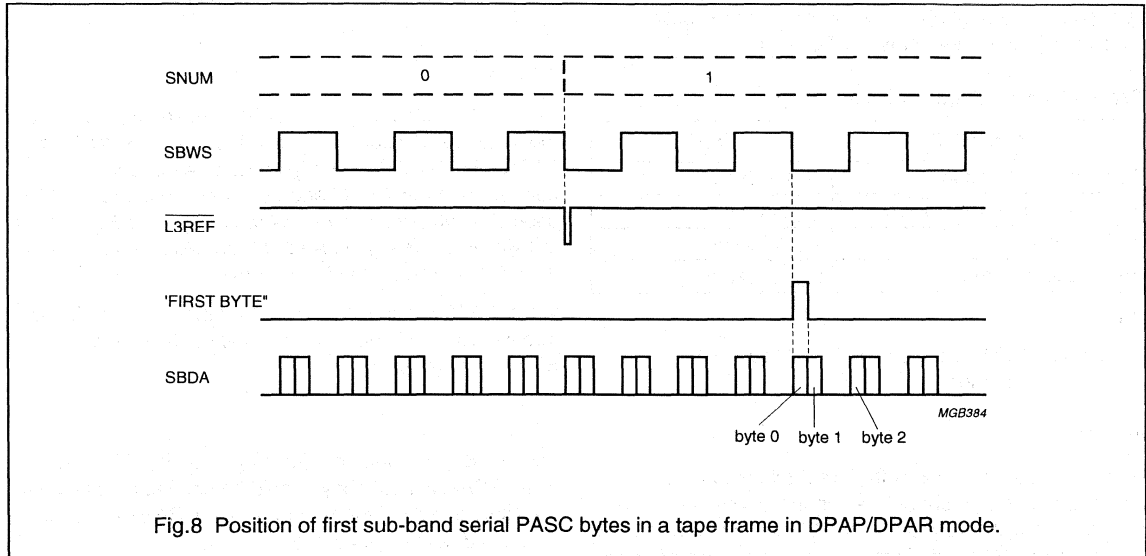 SNUM
0
1
SBWS
L3REF
'FIRST BYTE"
SBDA
MGB384
byte 0 byte 1 byte 2
Fig.8 Position of first sub-band serial PASC bytes in a tape frame in DPAP/DPAR mode.